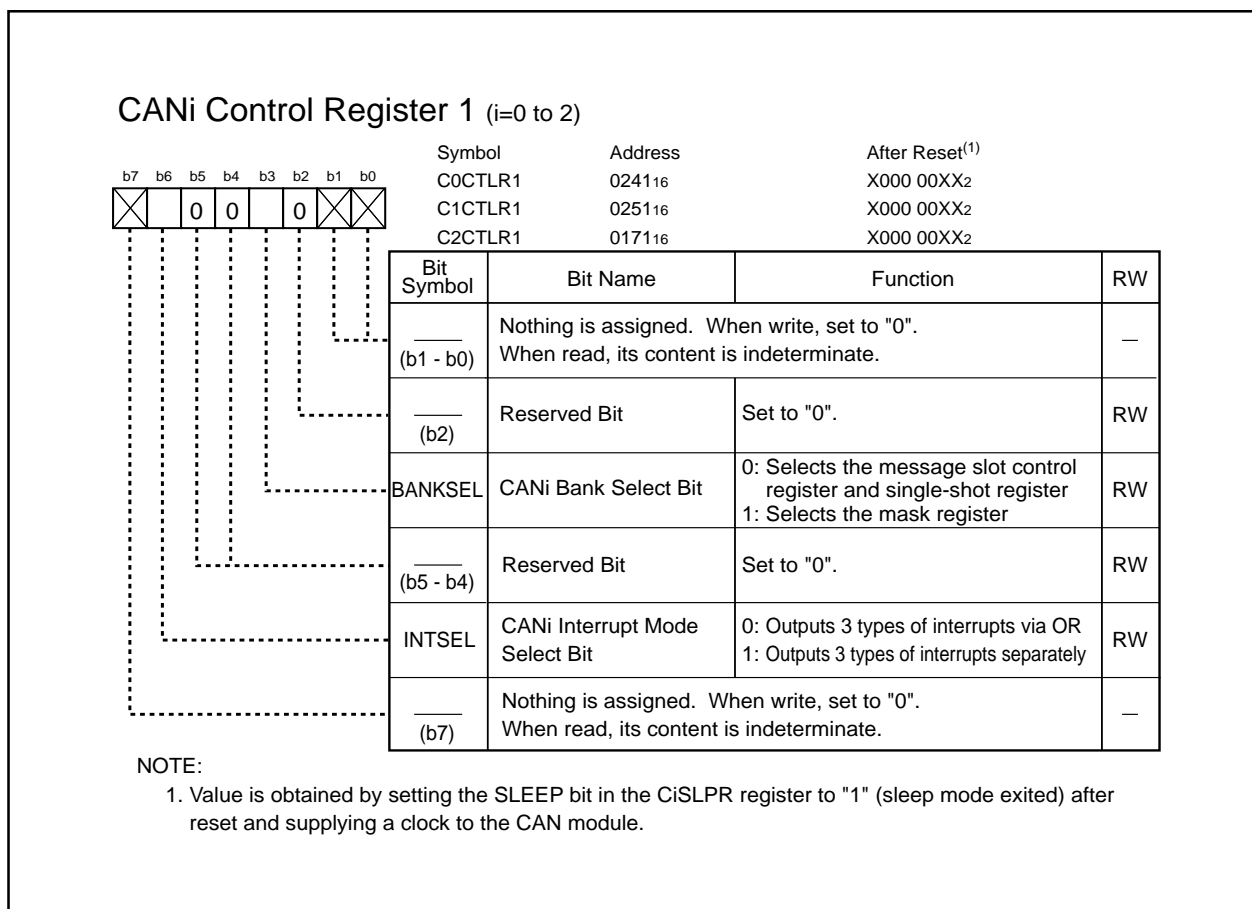 CANi Control Register 1 (i=0 to 2)
Symbol Address After Reset(1)
C0CTLR1 024116 X000 00XX2
C1CTLR1 025116 X000 00XX2
C2CTLR1 017116 X000 00XX2
b7 b6 b5 b4 b3 b2 b1 b0
0 0 0
Bit
Symbol
Bit Name
Function
RW
(b1 - b0)
Nothing is assigned. When write, set to "0".
When read, its content is indeterminate.
—
(b2)
Reserved Bit
Set to "0".
RW
BANKSEL
CANi Bank Select Bit
0: Selects the message slot control
register and single-shot register
1: Selects the mask register
RW
(b5 - b4)
Reserved Bit
Set to "0".
RW
INTSEL
CANi Interrupt Mode
Select Bit
0: Outputs 3 types of interrupts via OR
1: Outputs 3 types of interrupts separately
RW
(b7)
Nothing is assigned. When write, set to "0".
When read, its content is indeterminate.
—
NOTE:
1. Value is obtained by setting the SLEEP bit in the CiSLPR register to "1" (sleep mode exited) after
reset and supplying a clock to the CAN module.